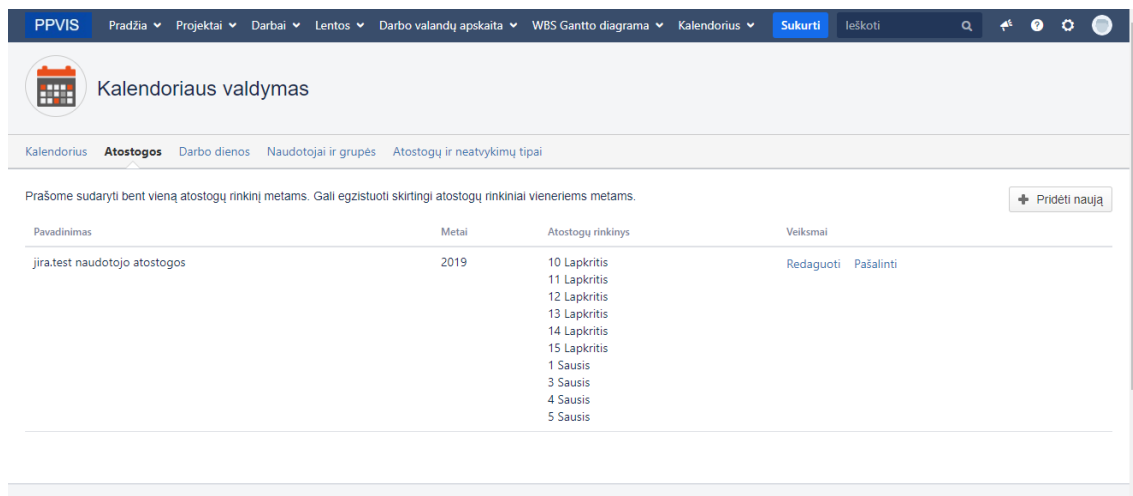 PPVIS Pradžia Projektai Darbai Lentos Darbo valandų apskaita WBS Gantto diagrama Kalendorius Sukurti Ieškoti
Kalendoriaus valdymas
Kalendorius Atostogos Darbo dienos Naudotojai ir grupės Atostogų ir neatvykimų tipai
Prašome sudaryti bent vieną atostogų rinkinį metams. Gali egzistuoti skirtingi atostogų rinkiniai vieneriems metams.
+ Pridėti naują
Pavadinimas Metai Atostogų rinkinys Veiksmai
jira.test naudotojo atostogos 2019 10 Lapkritis Redaguoti Pašalinti
11 Lapkritis
12 Lapkritis
13 Lapkritis
14 Lapkritis
15 Lapkritis
1 Sausis
3 Sausis
4 Sausis
5 Sausis